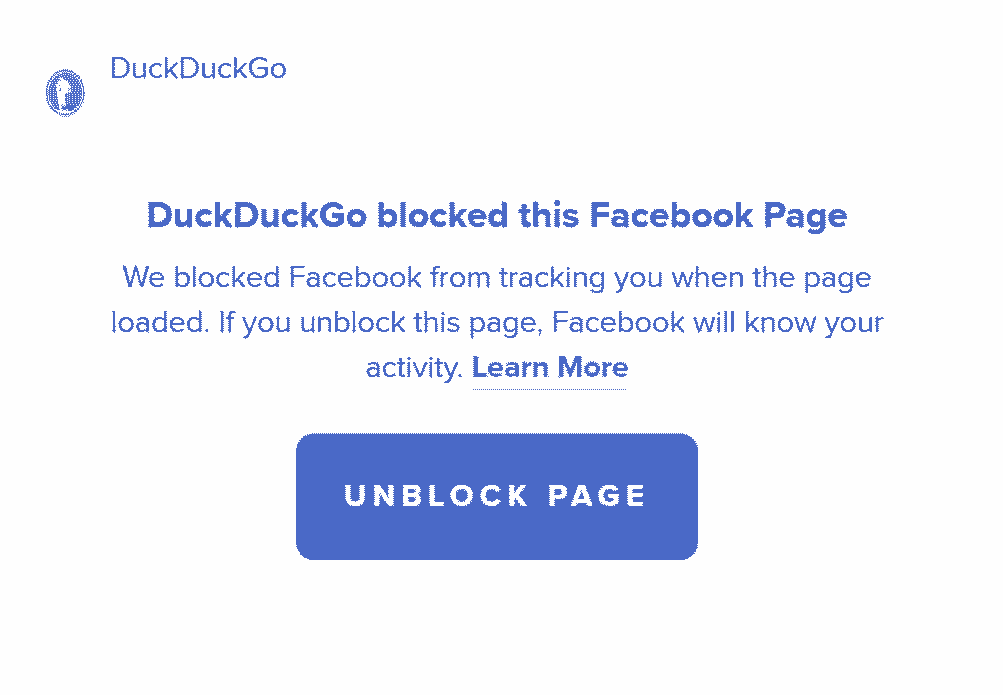 DuckDuckGo
DuckDuckGo blocked this Facebook Page
We blocked Facebook from tracking you when the page
loaded. If you unblock this page, Facebook will know your
activity. Learn More
UNBLOCK PAGE